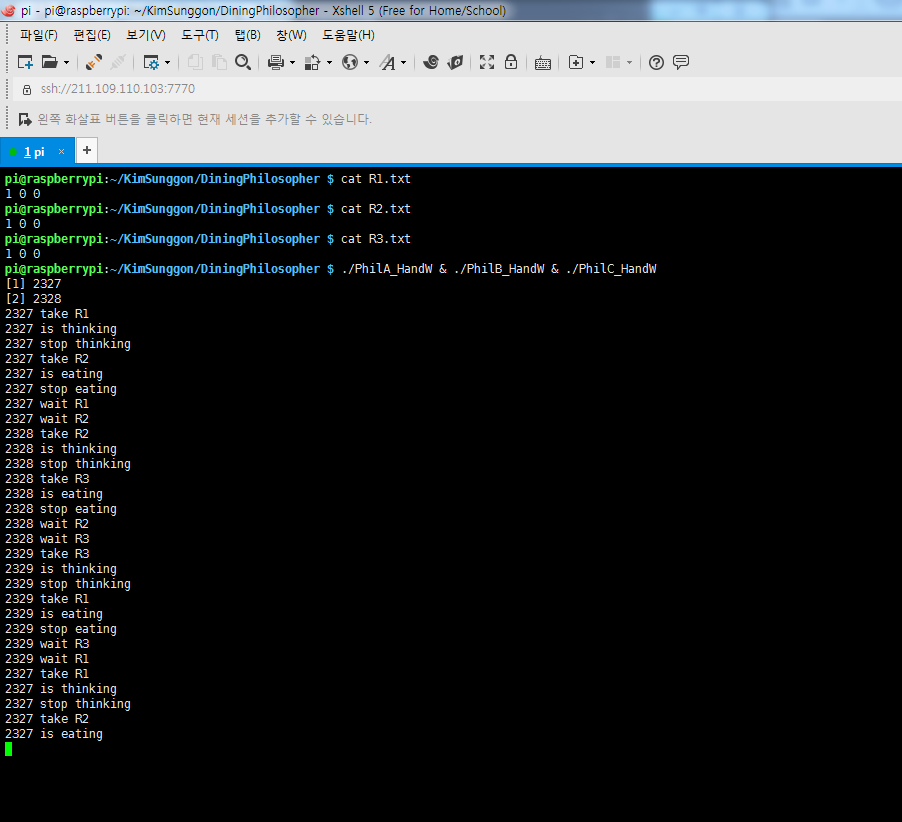 pi - pi@raspberrypi: ~/KimSunggon/DiningPhilosopher - Xshell 5 (Free for Home/School)
파일(F) 편집(E) 보기(V) 도구(T) 탭(B) 창(W) 도움말(H)
ssh://211.109.110.103:7770
왼쪽 화살표 버튼을 클릭하면 현재 세션을 추가할 수 있습니다.
1 pi × +
pi@raspberrypi:~/KimSunggon/DiningPhilosopher $ cat R1.txt
1 0 0
pi@raspberrypi:~/KimSunggon/DiningPhilosopher $ cat R2.txt
1 0 0
pi@raspberrypi:~/KimSunggon/DiningPhilosopher $ cat R3.txt
1 0 0
pi@raspberrypi:~/KimSunggon/DiningPhilosopher $ ./PhilA_HandW & ./PhilB_HandW & ./PhilC_HandW
[1] 2327
[2] 2328
2327 take R1
2327 is thinking
2327 stop thinking
2327 take R2
2327 is eating
2327 stop eating
2327 wait R1
2327 wait R2
2328 take R2
2328 is thinking
2328 stop thinking
2328 take R3
2328 is eating
2328 stop eating
2328 wait R2
2328 wait R3
2329 take R3
2329 is thinking
2329 stop thinking
2329 take R1
2329 is eating
2329 stop eating
2329 wait R3
2329 wait R1
2327 take R1
2327 is thinking
2327 stop thinking
2327 take R2
2327 is eating